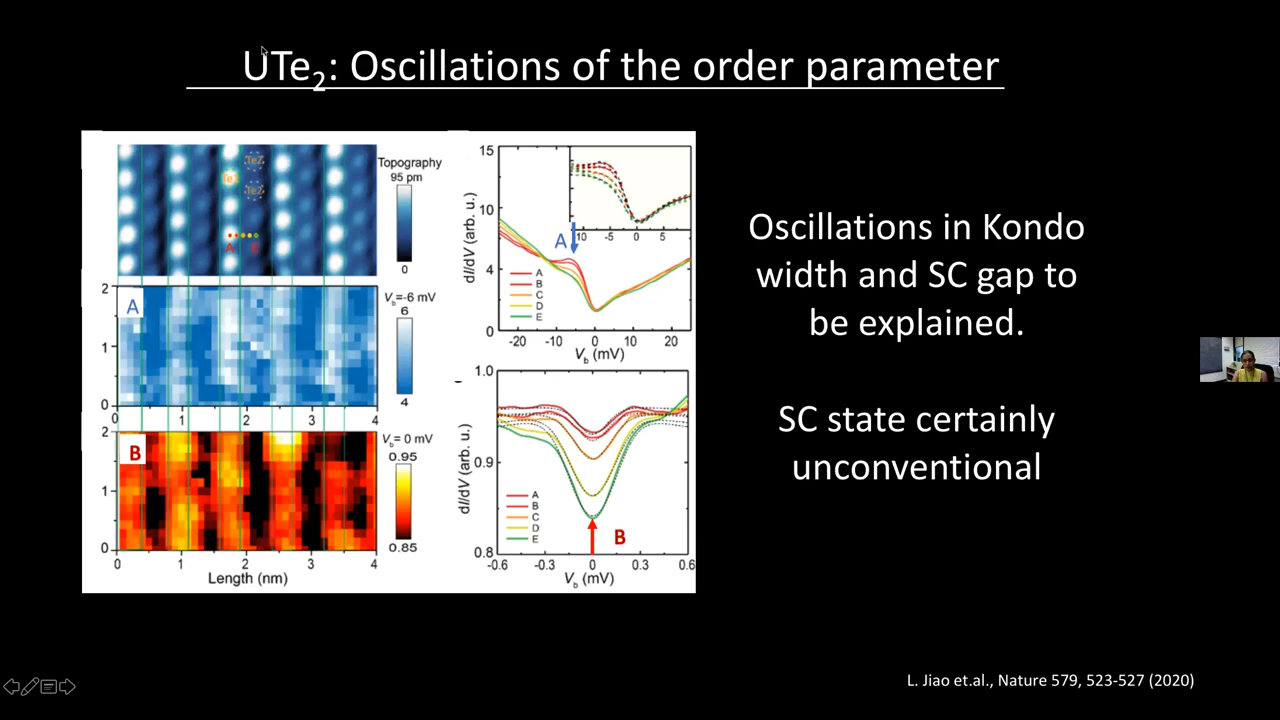 UTe2: Oscillations of the order parameter
Topography
95 pm
0
Te2
Te1
Te2
A
E
2
1
0
A
Vb=-6 mV
6
4
0 1 2 3 4
2
1
0
B
Vb= 0 mV
0.95
0.85
0 1 2 3 4
Length (nm)
15
10
4
0
dI/dV (arb. u.)
A
A
B
C
D
E
-20 -10 0 10 20
Vb (mV)
10 -5 0 5
1.0
0.9
0.8
dI/dV (arb. u.)
A
B
C
D
E
B
-0.6 -0.3 0 0.3 0.6
Vb (mV)
Oscillations in Kondo
width and SC gap to
be explained.
SC state certainly
unconventional
L. Jiao et.al., Nature 579, 523-527 (2020)